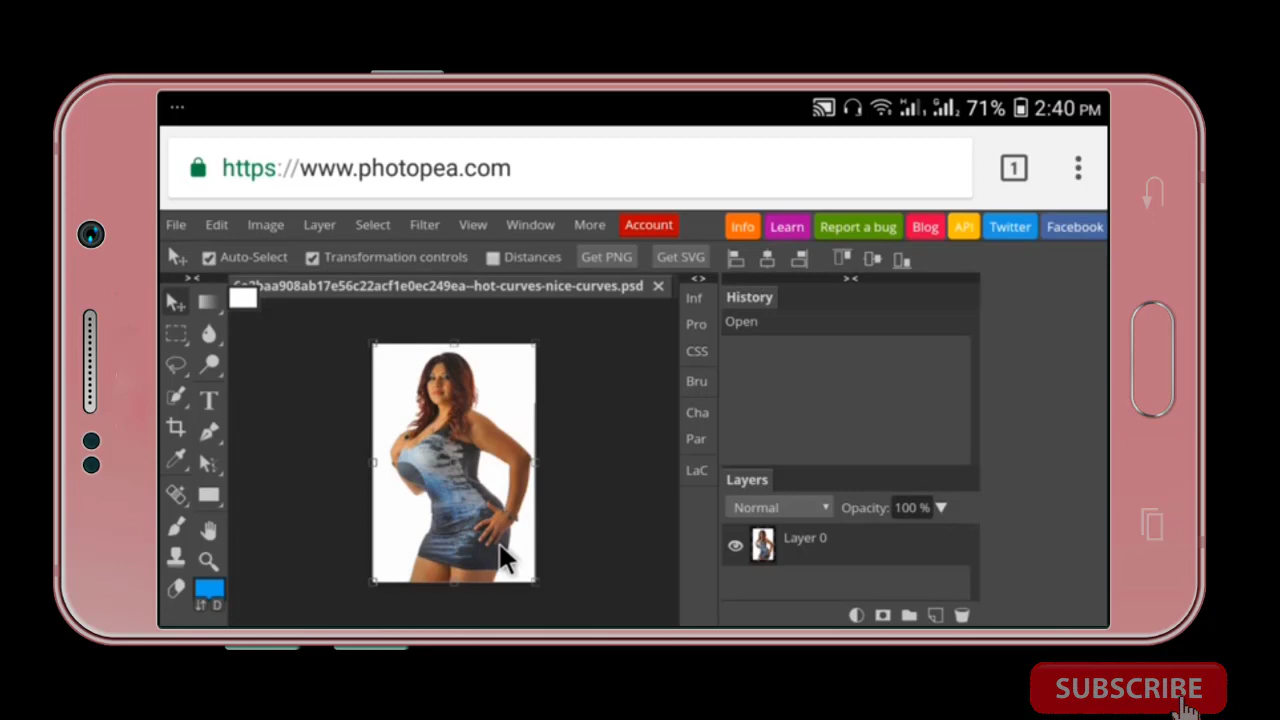 ... 71% 2:40 PM
https://www.photopea.com 1
File Edit Image Layer Select Filter View Window More Account Info Learn Report a bug Blog API Twitter Facebook
Auto-Select Transformation controls Distances Get PNG Get SVG
> < < > > <
hot-curves-nice-curves.psd
Inf
Pro
CSS
Bru
Cha
Par
LaC
History
Open
Layers
Normal Opacity: 100 %
Layer 0
T
D
SUBSCRIBE